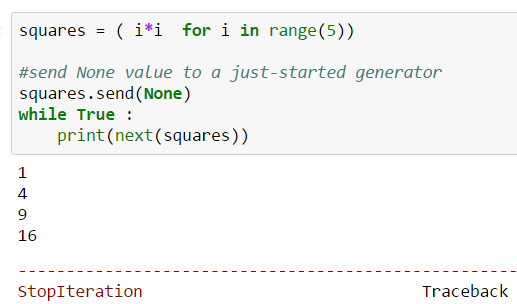 squares = ( i*i  for i in range(5))
#send None value to a just-started generator
squares.send(None)
while True :
    print(next(squares))
1
4
9
16
---------------------------------------------------
StopIteration                             Traceback